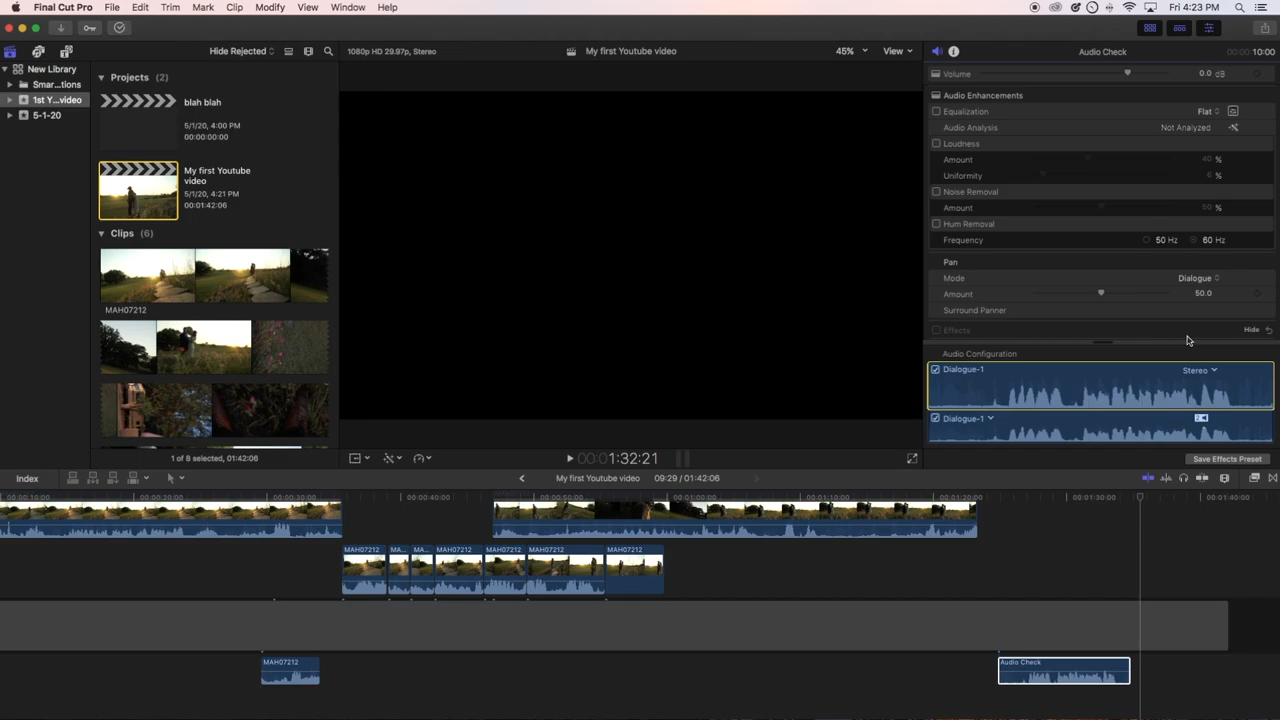 Final Cut Pro File Edit Trim Mark Clip Modify View Window Help Fri 4:23 PM
Hide Rejected 1080p HD 29.97p, Stereo My first Youtube video 45% View Audio Check 00:00:10:00
New Library
Smar...tions
1st Y...video
5-1-20
Projects (2)
blah blah
5/1/20, 4:00 PM
00:00:00:00
My first Youtube
video
5/1/20, 4:21 PM
00:01:42:06
Clips (6)
MAH07212
1 of 8 selected, 01:42:06
00:00:1:32:21
Volume 0.0 dB
Audio Enhancements
Equalization Flat
Audio Analysis Not Analyzed
Loudness
Amount 40 %
Uniformity 6 %
Noise Removal
Amount 50 %
Hum Removal
Frequency 50 Hz 60 Hz
Pan
Mode Dialogue
Amount 50.0
Surround Panner
Effects Hide
Audio Configuration
Dialogue-1 Stereo
Dialogue-1
Save Effects Preset
Index My first Youtube video 09:29 / 01:42:06
00:00:10:00 00:00:20:00 00:00:30:00 00:00:40:00 00:00:50:00 00:01:00:00 00:01:10:00 00:01:20:00 00:01:30:00 00:01:40:00
MAH07212 MA... MA... MAH07212 MAH07212 MAH07212 MAH07212
MAH07212 Audio Check